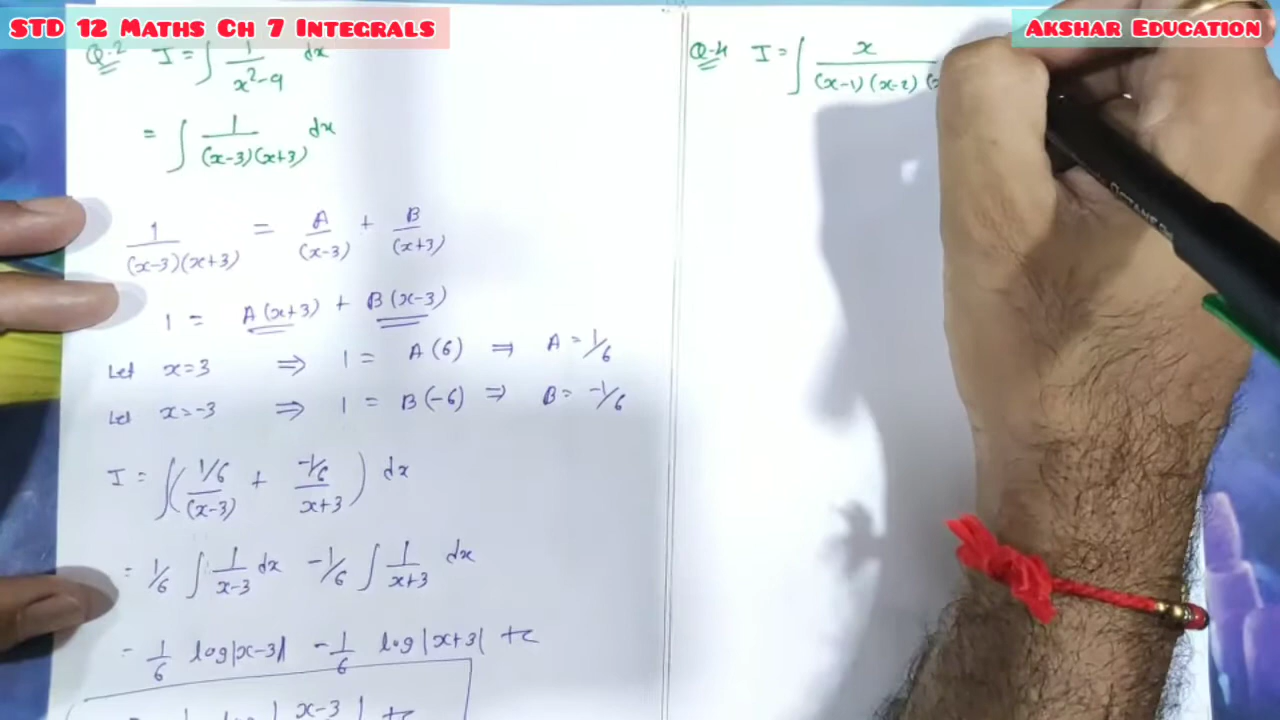 STD 12 Maths Ch 7 Integrals
Akshar Education
Q-2 I = ∫ 1/(x²-9) dx
= ∫ 1/((x-3)(x+3)) dx
1/((x-3)(x+3)) = A/(x-3) + B/(x+3)
1 = A(x+3) + B(x-3)
Let x=3 ⇒ 1 = A(6) ⇒ A = 1/6
Let x=-3 ⇒ 1 = B(-6) ⇒ B = -1/6
I = ∫( (1/6)/(x-3) + (-1/6)/(x+3) ) dx
= 1/6 ∫ 1/(x-3) dx -1/6 ∫ 1/(x+3) dx
= 1/6 log|x-3| - 1/6 log|x+3| +c
x-3
Q-4 I = ∫ x/((x-1)(x-2)(